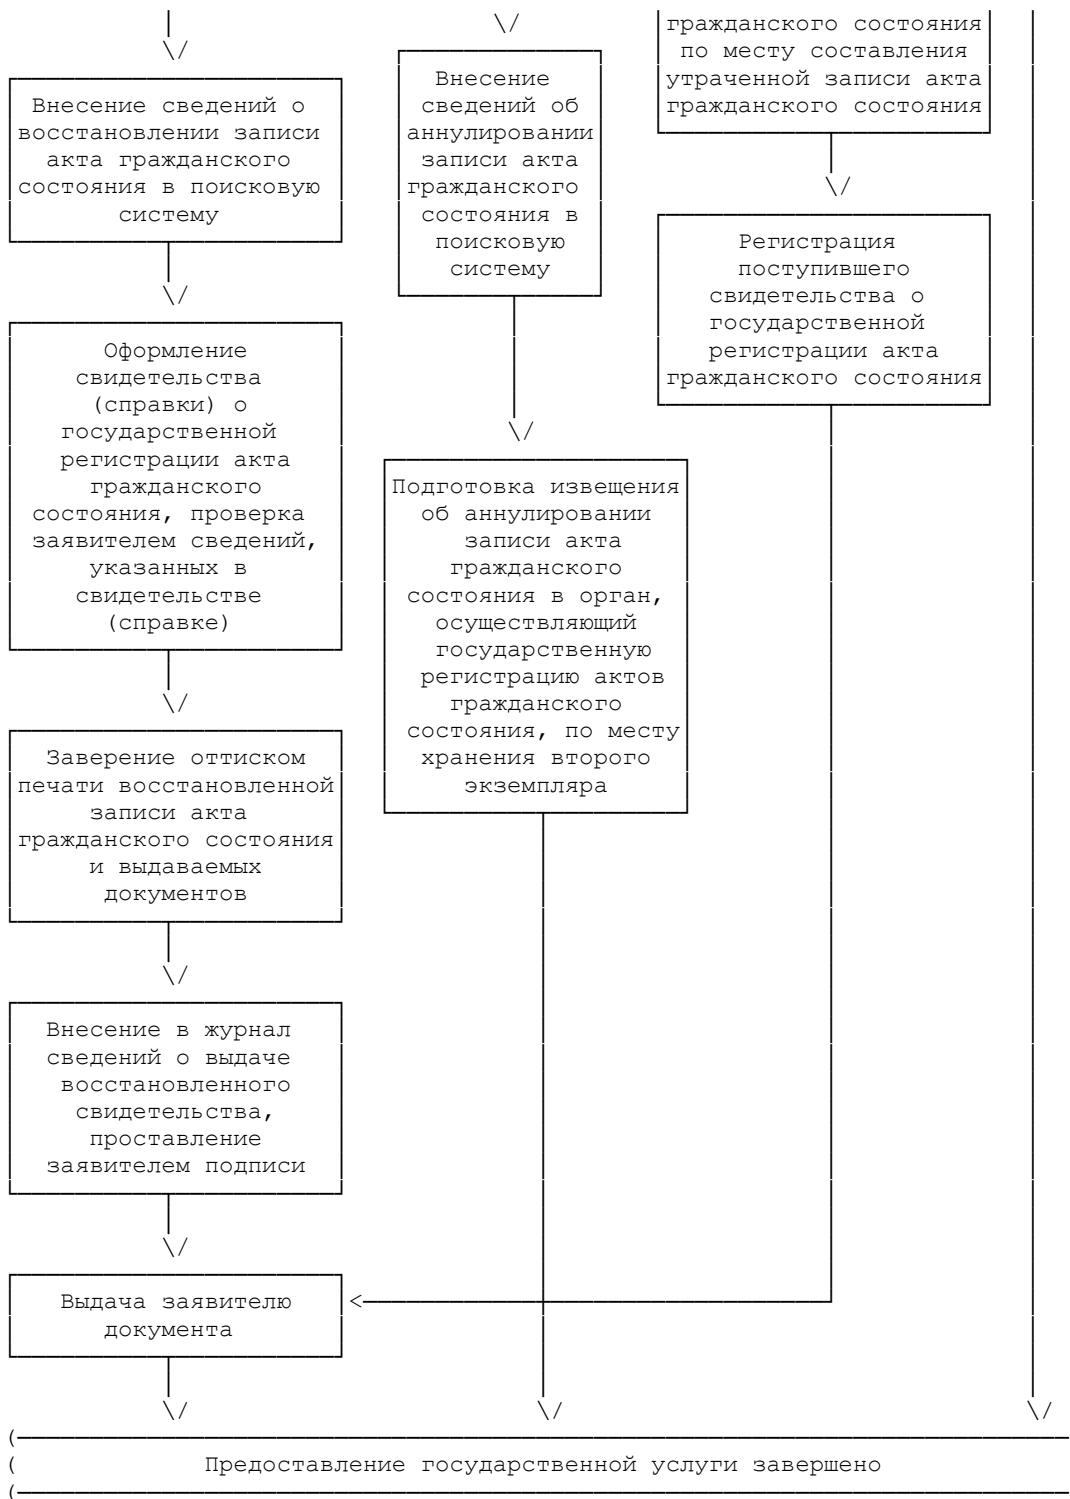 гражданского состояния
по месту составления
утраченной записи акта
гражданского состояния
Внесение сведений о
восстановлении записи
акта гражданского
состояния в поисковую
систему
Внесение
сведений об
аннулировании
записи акта
гражданского
состояния в
поисковую
систему
Регистрация
поступившего
свидетельства о
государственной
регистрации акта
гражданского состояния
Оформление
свидетельства
(справки) о
государственной
регистрации акта
гражданского
состояния, проверка
заявителем сведений,
указанных в
свидетельстве
(справке)
Подготовка извещения
об аннулировании
записи акта
гражданского
состояния в орган,
осуществляющий
государственную
регистрацию актов
гражданского
состояния, по месту
хранения второго
экземпляра
Заверение оттиском
печати восстановленной
записи акта
гражданского состояния
и выдаваемых
документов
Внесение в журнал
сведений о выдаче
восстановленного
свидетельства,
проставление
заявителем подписи
Выдача заявителю
документа
Предоставление государственной услуги завершено